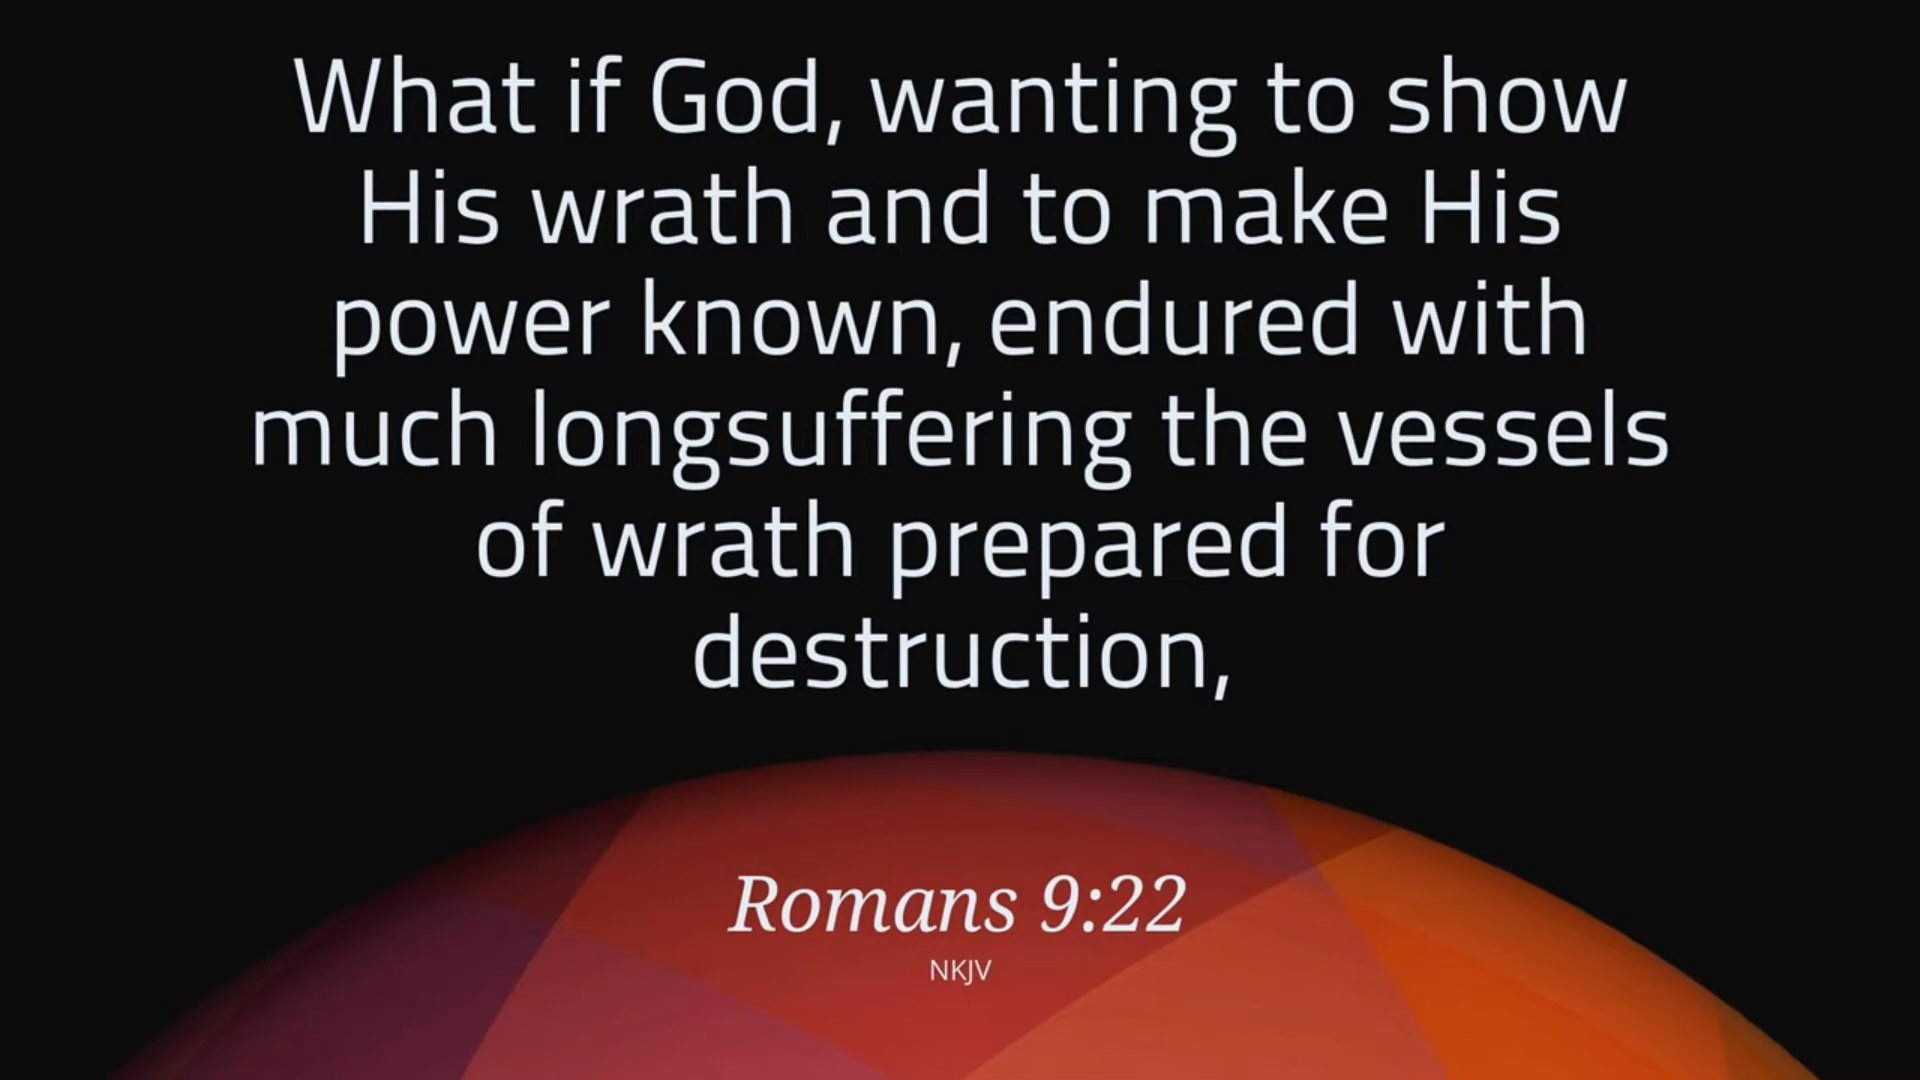 What if God, wanting to show
His wrath and to make His
power known, endured with
much longsuffering the vessels
of wrath prepared for
destruction,
Romans 9:22
NKJV